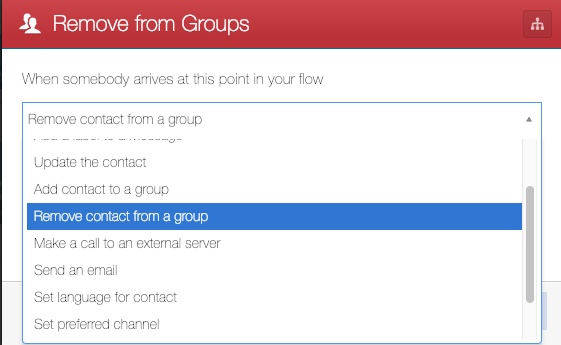 Remove from Groups
When somebody arrives at this point in your flow
Remove contact from a group
Update the contact
Add contact to a group
Remove contact from a group
Make a call to an external server
Send an email
Set language for contact
Set preferred channel